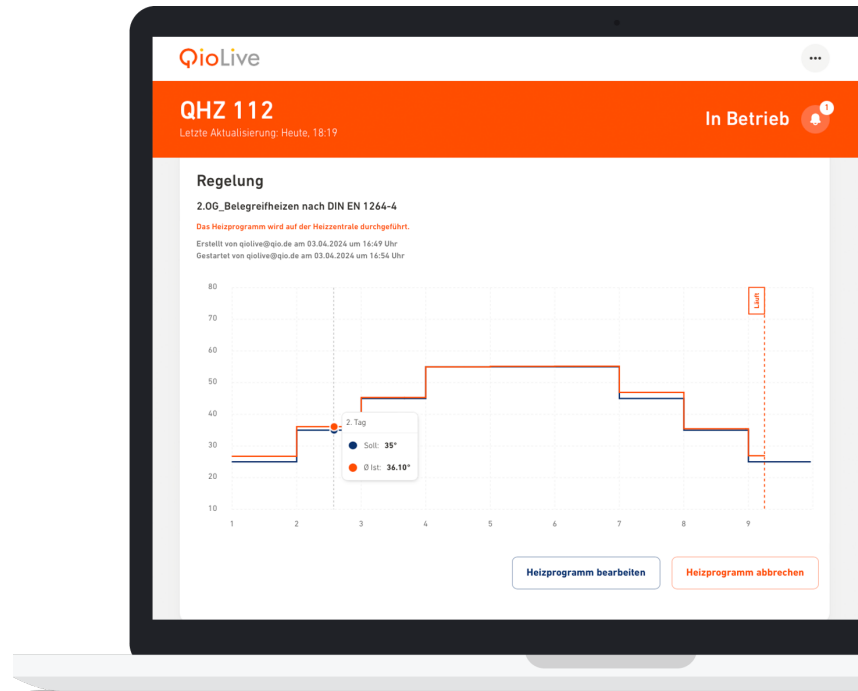 QioLive
QHZ 112
Letzte Aktualisierung: Heute, 18:19
In Betrieb
1
Regelung
2.OG_Belegreifheizen nach DIN EN 1264-4
Das Heizprogramm wird auf der Heizzentrale durchgeführt.
Erstellt von qiolive@qio.de am 03.04.2024 um 16:49 Uhr
Gestartet von qiolive@qio.de am 03.04.2024 um 16:54 Uhr
80
70
60
50
40
30
20
10
Läuft
2. Tag
Soll: 35°
Ø Ist: 36.10°
1 2 3 4 5 6 7 8 9
Heizprogramm bearbeiten
Heizprogramm abbrechen